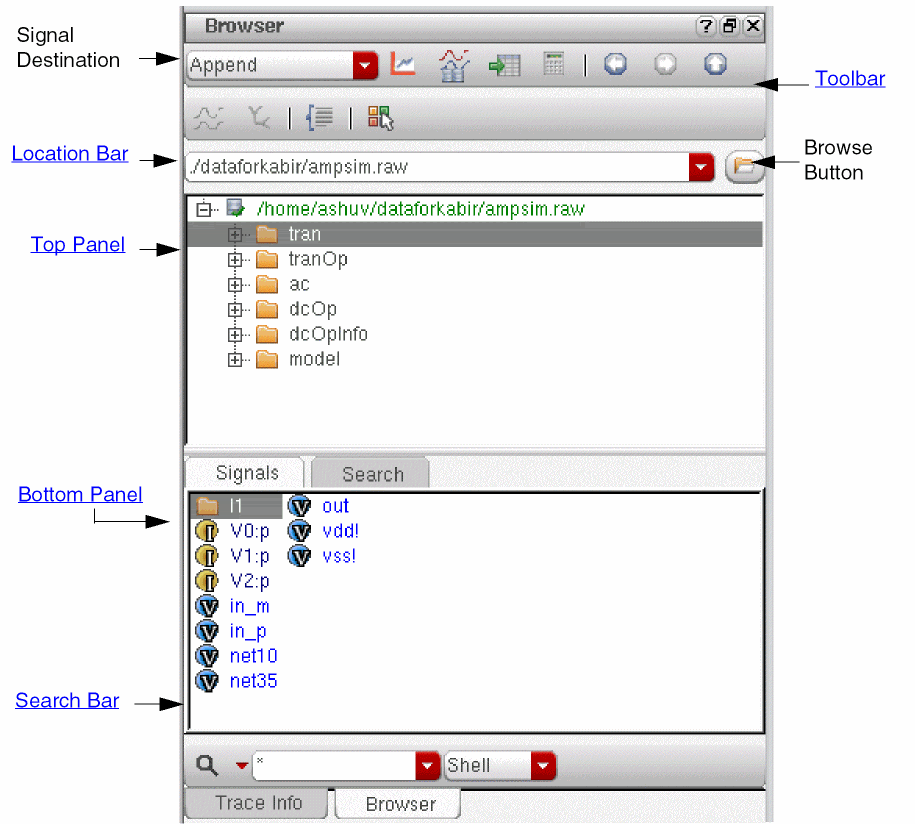 Browser
Signal
Destination
Append
Toolbar
Location Bar
./dataforkabir/ampsim.raw
Browse
Button
/home/ashuv/dataforkabir/ampsim.raw
Top Panel
tran
tranOp
ac
dcOp
dcOpInfo
model
Signals
Search
Bottom Panel
I1
out
V0:p
vdd!
V1:p
vss!
V2:p
in_m
in_p
net10
net35
Search Bar
*
Shell
Trace Info
Browser